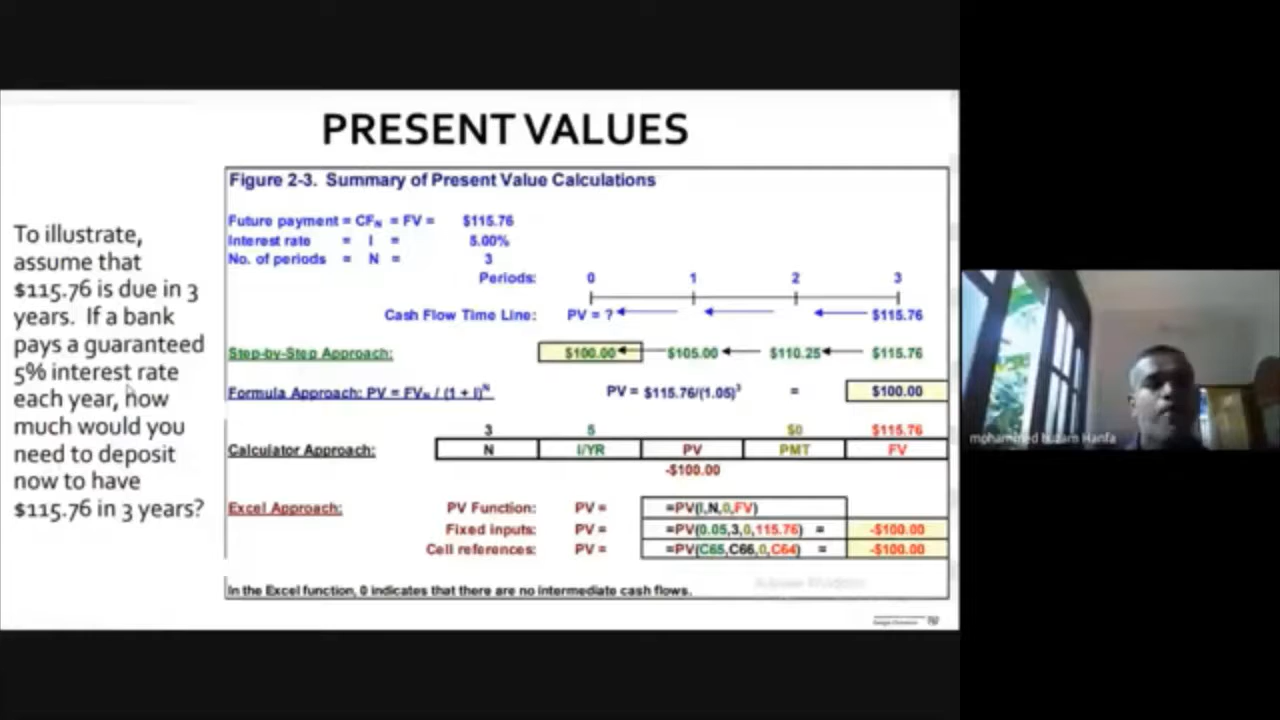 PRESENT VALUES
To illustrate,
assume that
$115.76 is due in 3
years. If a bank
pays a guaranteed
5% interest rate
each year, how
much would you
need to deposit
now to have
$115.76 in 3 years?
Figure 2-3. Summary of Present Value Calculations
Future payment = CFN = FV = $115.76
Interest rate = I = 5.00%
No. of periods = N = 3
Periods: 0 1 2 3
Cash Flow Time Line: PV = ? $115.76
Step-by-Step Approach: $100.00 $105.00 $110.25 $115.76
Formula Approach: PV = FVN / (1 + I)^N PV = $115.76/(1.05)^3 = $100.00
3 5 $0 $115.76
Calculator Approach: N I/YR PV PMT FV
-$100.00
Excel Approach: PV Function: PV = =PV(I,N,0,FV)
Fixed inputs: PV = =PV(0.05,3,0,115.76) = -$100.00
Cell references: PV = =PV(C65,C66,0,C64) = -$100.00
In the Excel function, 0 indicates that there are no intermediate cash flows.
mohammed Hanfa